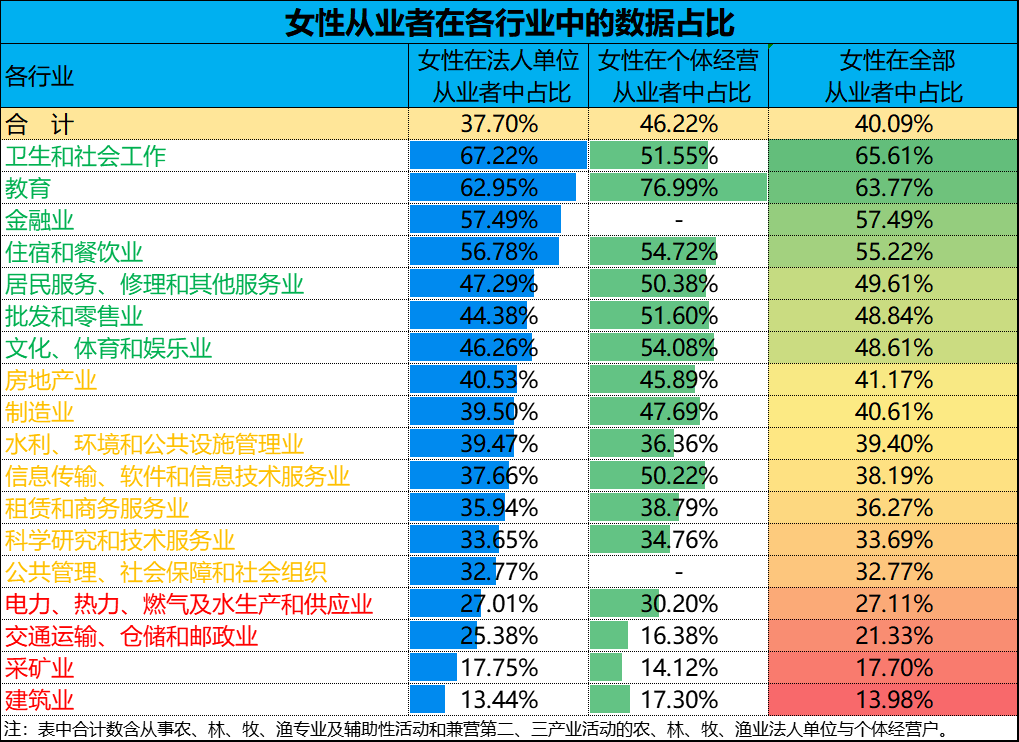 女性从业者在各行业中的数据占比
各行业 女性在法人单位从业者中占比 女性在个体经营从业者中占比 女性在全部从业者中占比
合 计 37.70% 46.22% 40.09%
卫生和社会工作 67.22% 51.55% 65.61%
教育 62.95% 76.99% 63.77%
金融业 57.49% - 57.49%
住宿和餐饮业 56.78% 54.72% 55.22%
居民服务、修理和其他服务业 47.29% 50.38% 49.61%
批发和零售业 44.38% 51.60% 48.84%
文化、体育和娱乐业 46.26% 54.08% 48.61%
房地产业 40.53% 45.89% 41.17%
制造业 39.50% 47.69% 40.61%
水利、环境和公共设施管理业 39.47% 36.36% 39.40%
信息传输、软件和信息技术服务业 37.66% 50.22% 38.19%
租赁和商务服务业 35.94% 38.79% 36.27%
科学研究和技术服务业 33.65% 34.76% 33.69%
公共管理、社会保障和社会组织 32.77% - 32.77%
电力、热力、燃气及水生产和供应业 27.01% 30.20% 27.11%
交通运输、仓储和邮政业 25.38% 16.38% 21.33%
采矿业 17.75% 14.12% 17.70%
建筑业 13.44% 17.30% 13.98%
注：表中合计数含从事农、林、牧、渔专业及辅助性活动和兼营第二、三产业活动的农、林、牧、渔业法人单位与个体经营户。